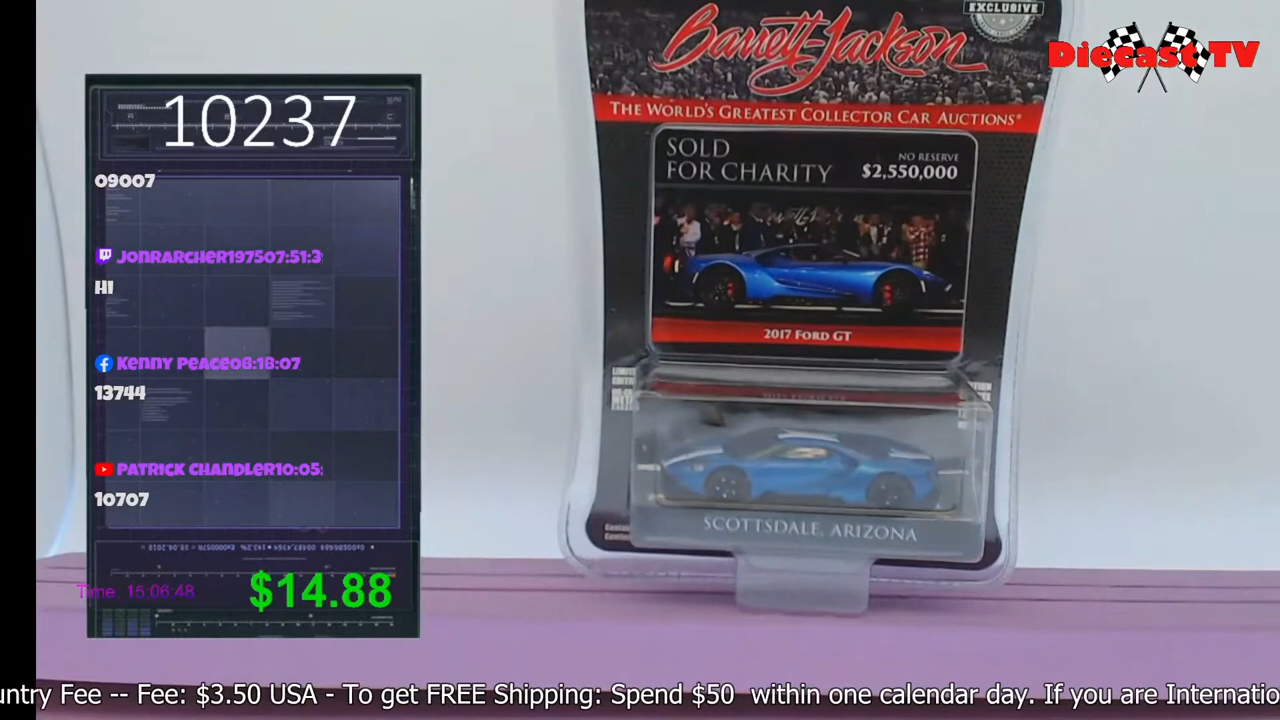 EXCLUSIVE
Barrett-Jackson
Diecast TV
THE WORLD'S GREATEST COLLECTOR CAR AUCTIONS®
10237
SOLD
FOR CHARITY
NO RESERVE
$2,550,000
09007
JONRARCHER197507:51:3
HI
2017 FORD GT
KENNY PEACE08:18:07
13744
PATRICK CHANDLER10:05:
10707
SCOTTSDALE, ARIZONA
Time: 15:06:48
$14.88
untry Fee -- Fee: $3.50 USA - To get FREE Shipping: Spend $50 within one calendar day. If you are Internatio